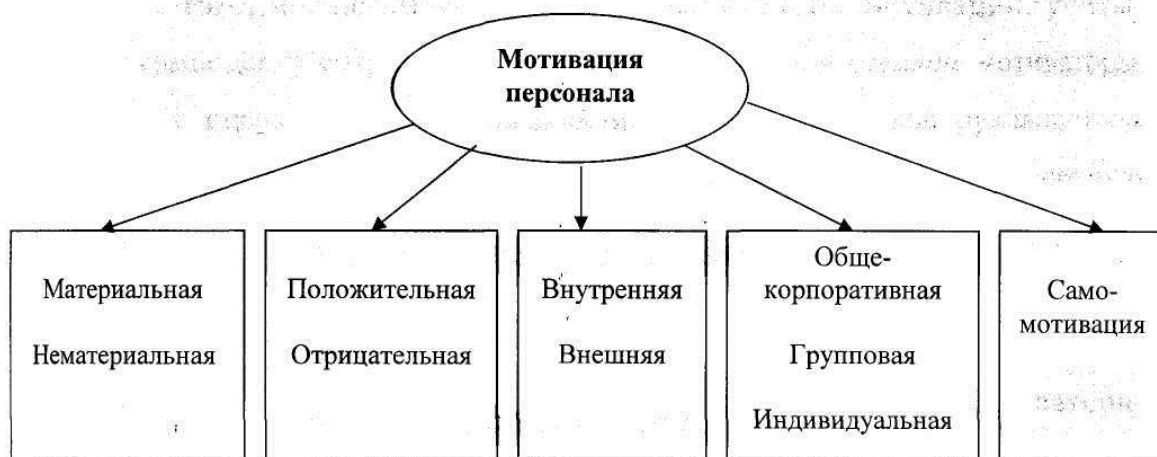 Мотивация
персонала
Материальная
Нематериальная
Положительная
Отрицательная
Внутренняя
Внешняя
Обще-
корпоративная
Групповая
Индивидуальная
Само-
мотивация